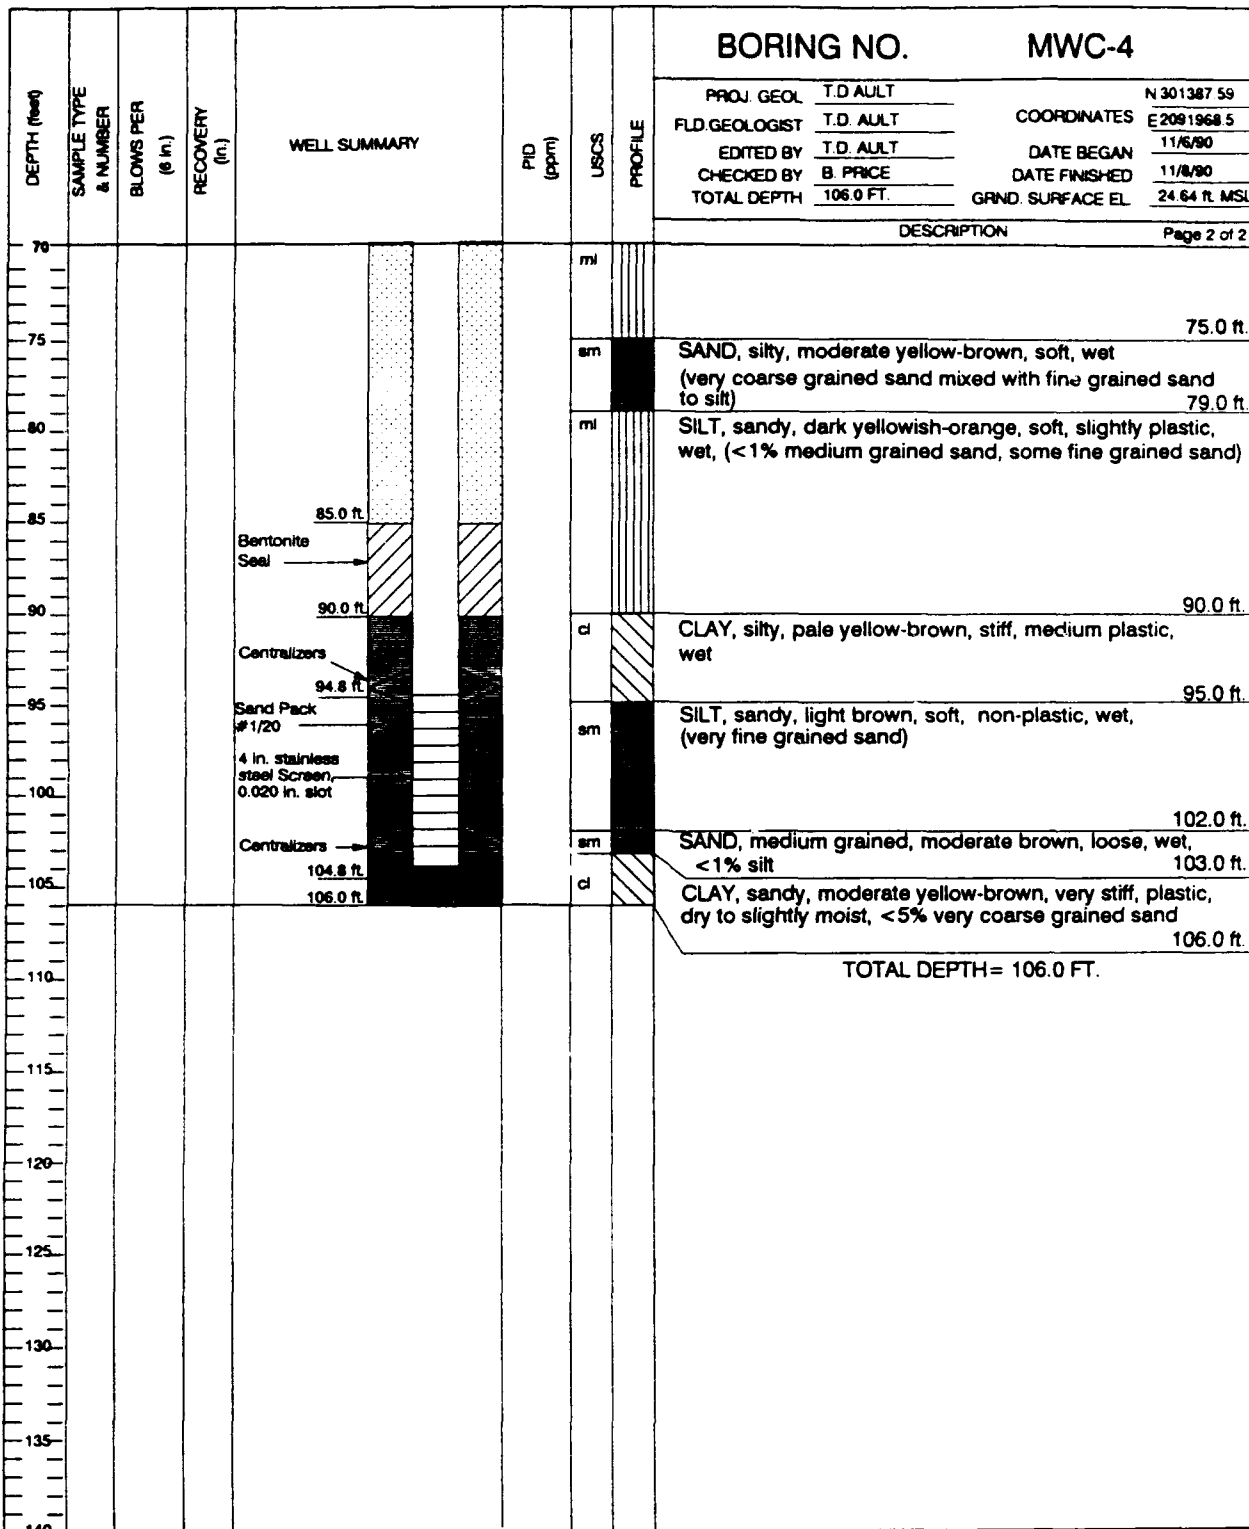 BORING NO. MWC-4
PROJ. GEOL T.D AULT
N 301387.59
FLD.GEOLOGIST T.D. AULT
COORDINATES E 2091968.5
EDITED BY T.D. AULT
DATE BEGAN 11/6/90
CHECKED BY B. PRICE
DATE FINISHED 11/8/90
TOTAL DEPTH 106.0 FT.
GRND. SURFACE EL 24.64 ft. MSL
DEPTH (feet)
SAMPLE TYPE
& NUMBER
BLOWS PER
(6 in.)
RECOVERY
(in.)
WELL SUMMARY
PID
(ppm)
USCS
PROFILE
DESCRIPTION
Page 2 of 2
70
ml
75.0 ft.
75
sm
SAND, silty, moderate yellow-brown, soft, wet
(very coarse grained sand mixed with fine grained sand
to silt)
79.0 ft.
80
ml
SILT, sandy, dark yellowish-orange, soft, slightly plastic,
wet, (<1% medium grained sand, some fine grained sand)
85.0 ft.
85
Bentonite
Seal
90.0 ft.
90.0 ft.
90
cl
CLAY, silty, pale yellow-brown, stiff, medium plastic,
wet
Centralizers
94.8 ft.
95.0 ft.
95
Sand Pack
#1/20
sm
SILT, sandy, light brown, soft, non-plastic, wet,
(very fine grained sand)
4 in. stainless
steel Screen,
0.020 in. slot
100
102.0 ft.
Centralizers
sm
SAND, medium grained, moderate brown, loose, wet,
<1% silt
103.0 ft.
104.8 ft.
105
cl
106.0 ft.
CLAY, sandy, moderate yellow-brown, very stiff, plastic,
dry to slightly moist, <5% very coarse grained sand
106.0 ft.
TOTAL DEPTH= 106.0 FT.
110
115
120
125
130
135
140